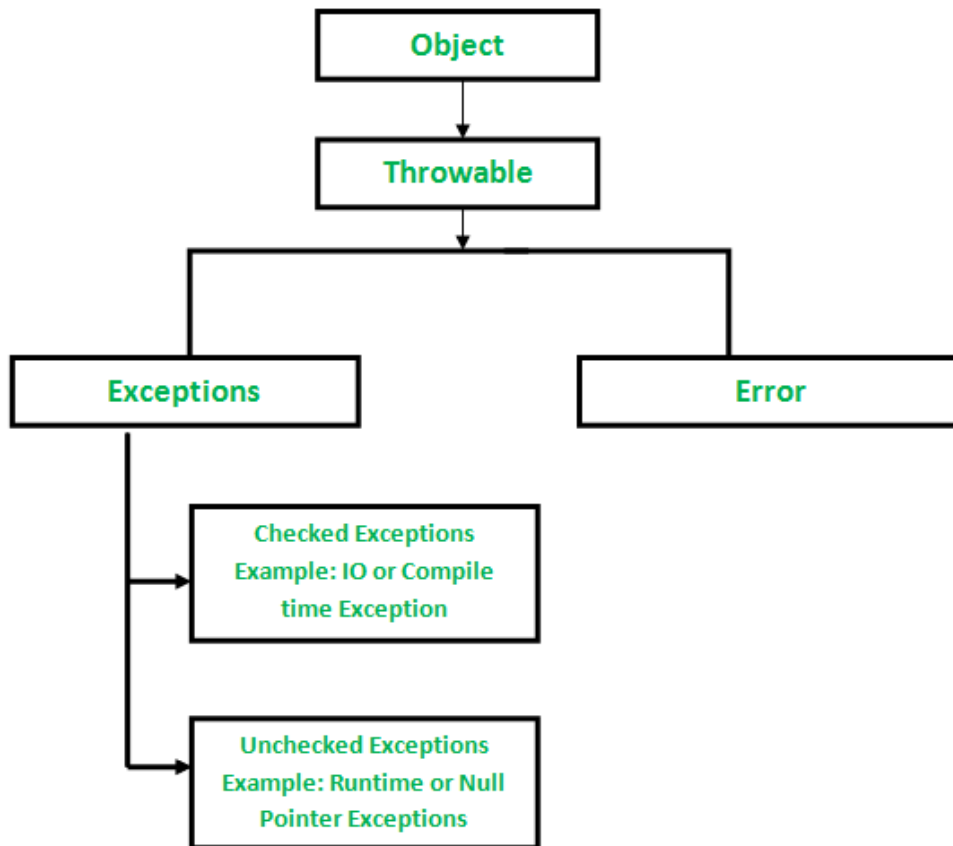 Object
Throwable
Exceptions
Error
Checked Exceptions
Example: IO or Compile
time Exception
Unchecked Exceptions
Example: Runtime or Null
Pointer Exceptions